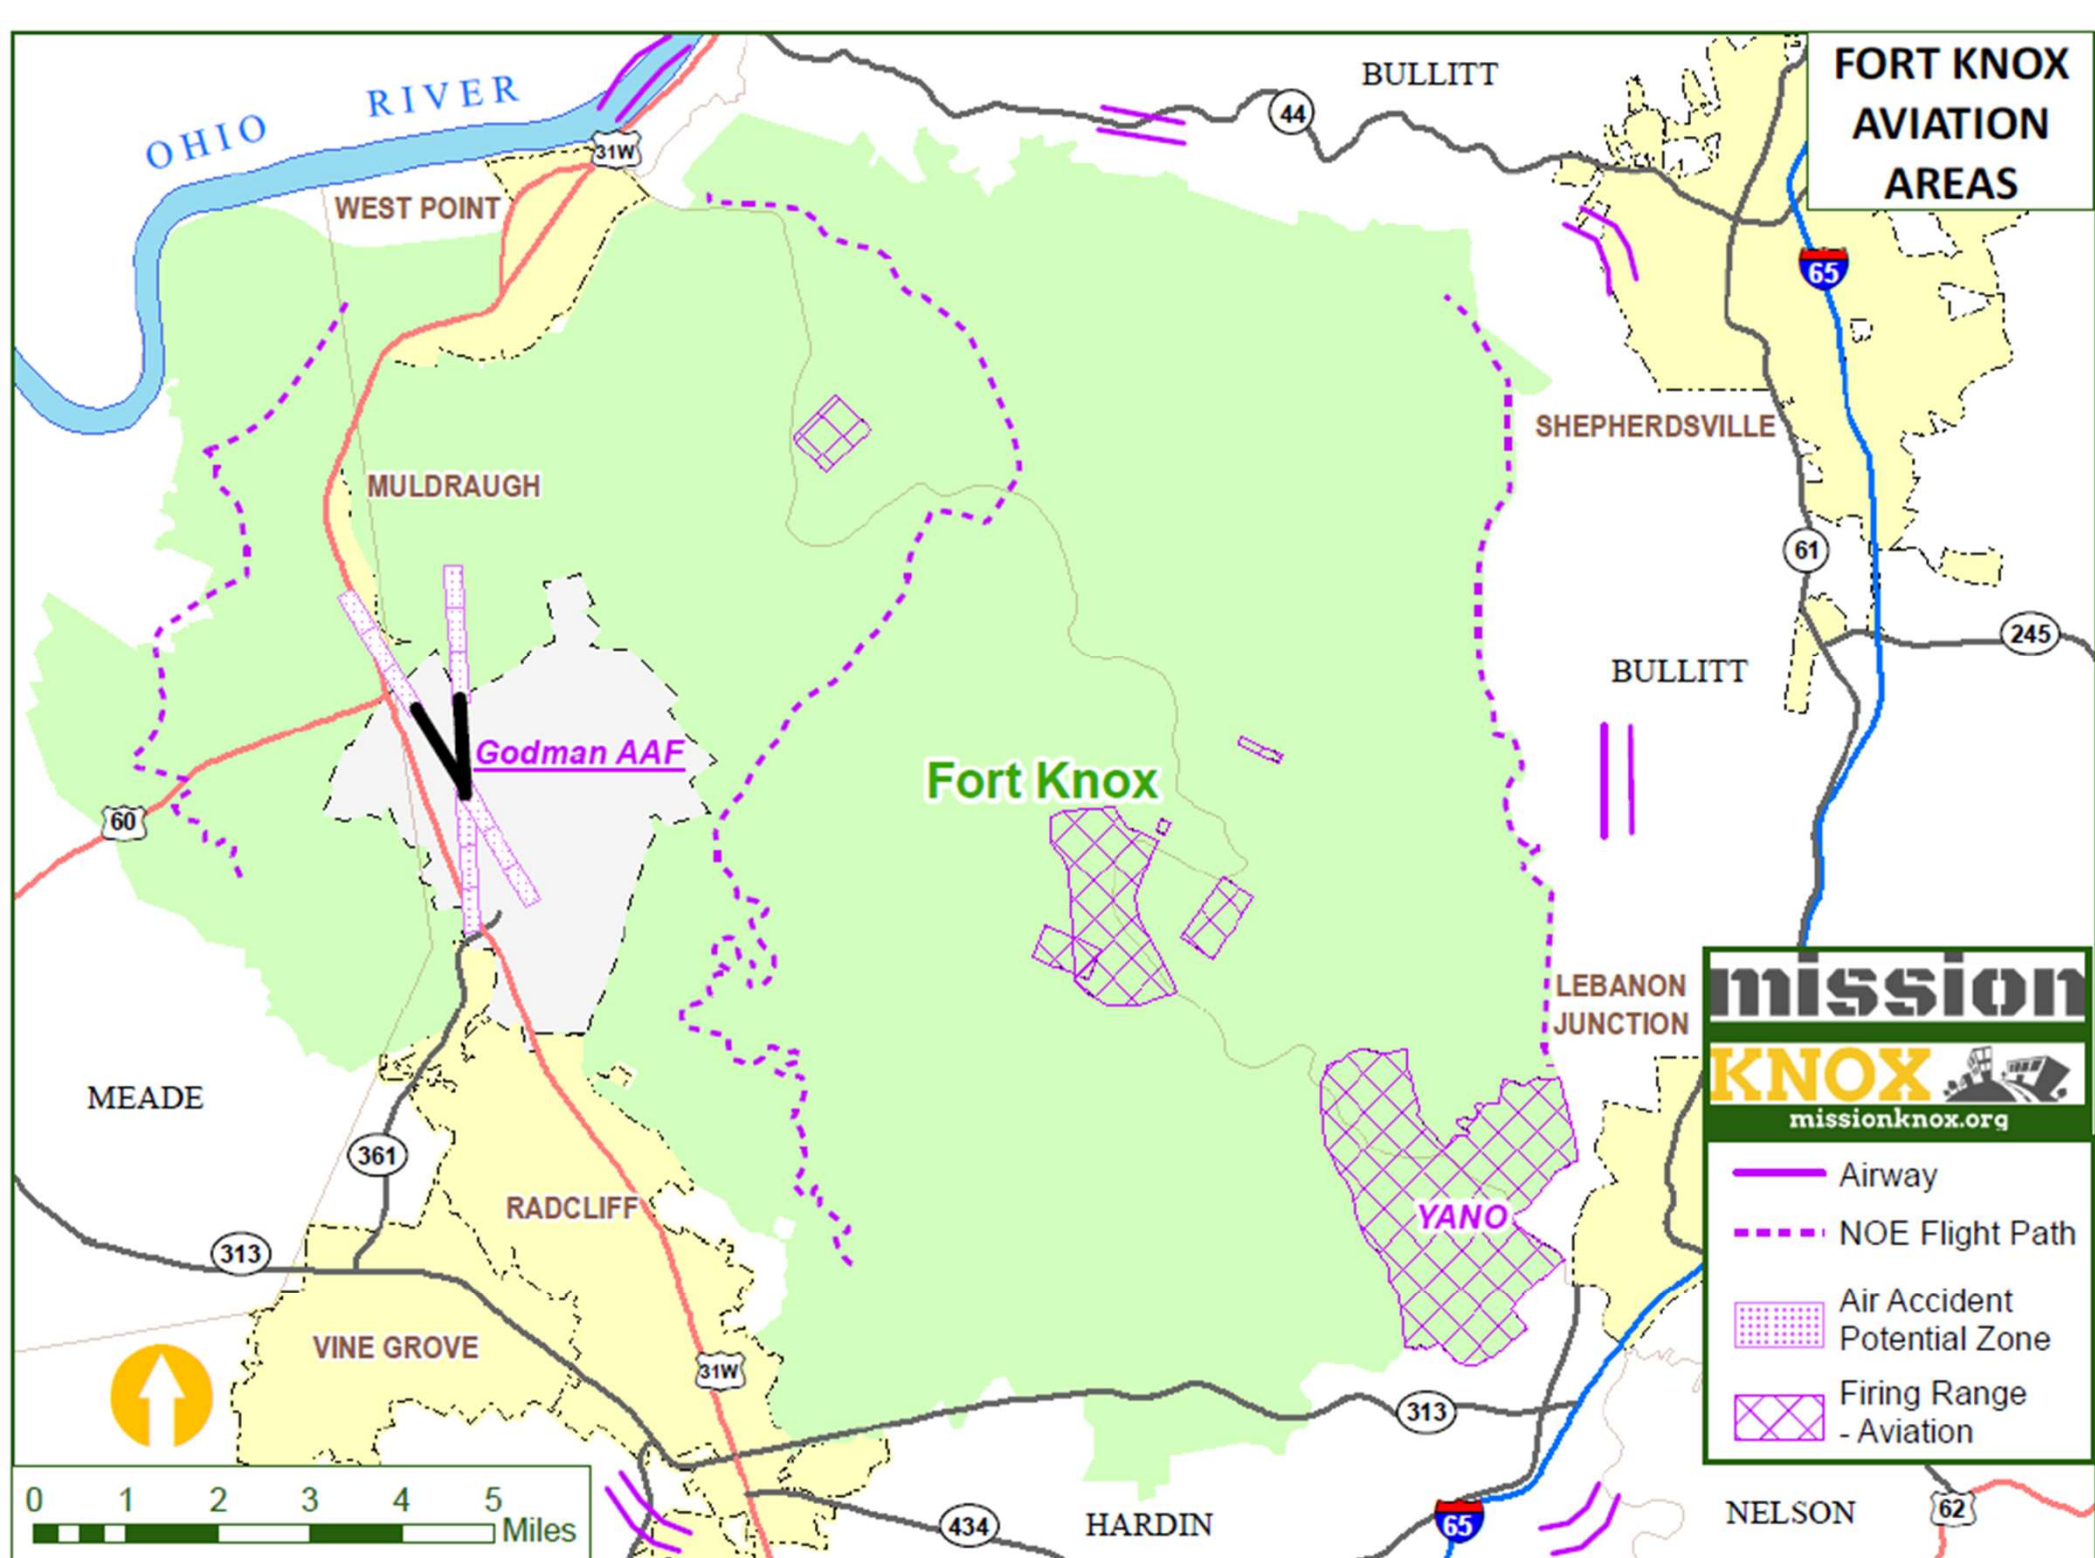 FORT KNOX
AVIATION
AREAS
OHIO RIVER
BULLITT
44
31W
WEST POINT
65
SHEPHERDSVILLE
MULDRAUGH
61
245
BULLITT
Godman AAF
Fort Knox
60
LEBANON
JUNCTION
MEADE
361
RADCLIFF
YANO
313
VINE GROVE
31W
313
434
HARDIN
65
NELSON
62
mission
KNOX
missionknox.org
Airway
NOE Flight Path
Air Accident
Potential Zone
Firing Range
- Aviation
0 1 2 3 4 5
Miles